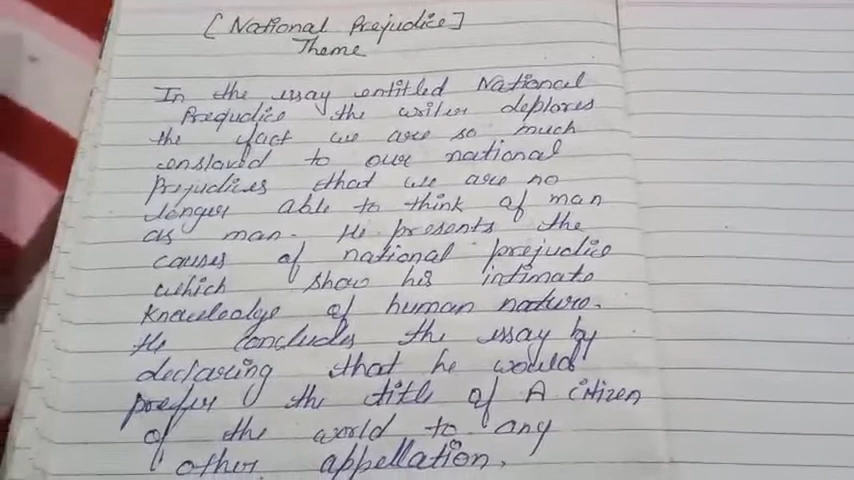 [National Prejudice]
Theme
In the essay entitled National
Prequdice the writer deplores
the fact we are so much
enslaved to our national
Prejudices that we are no
longer able to think of man
as man. He presents the
causes of national prejudice
which show his intimate
knowledge of human nature.
He concludes the essay by
declaring that he would
prefer the title of A citizen
of the world to any
other appellation.